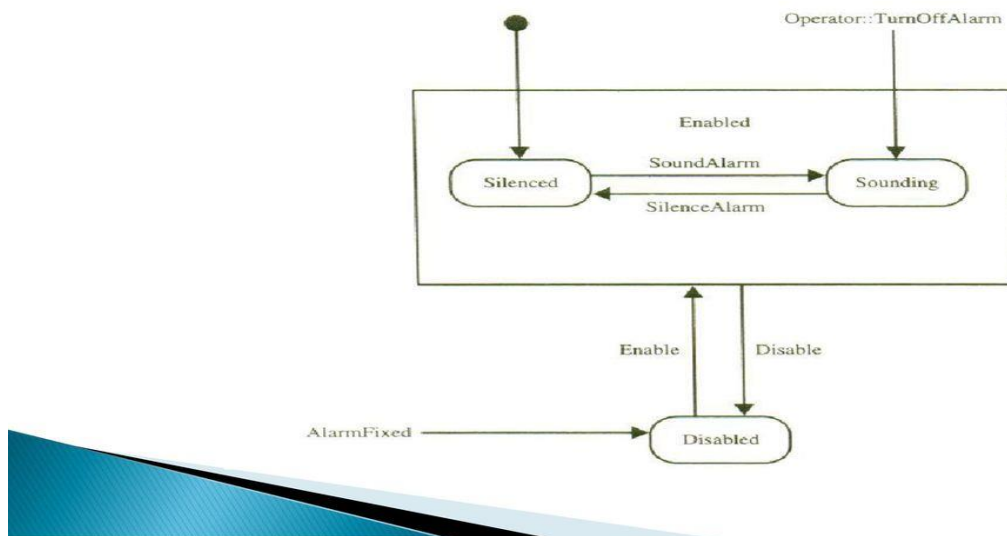 Operator::TurnOffAlarm
Enabled
SoundAlarm
Silenced
Sounding
SilenceAlarm
Enable
Disable
AlarmFixed
Disabled